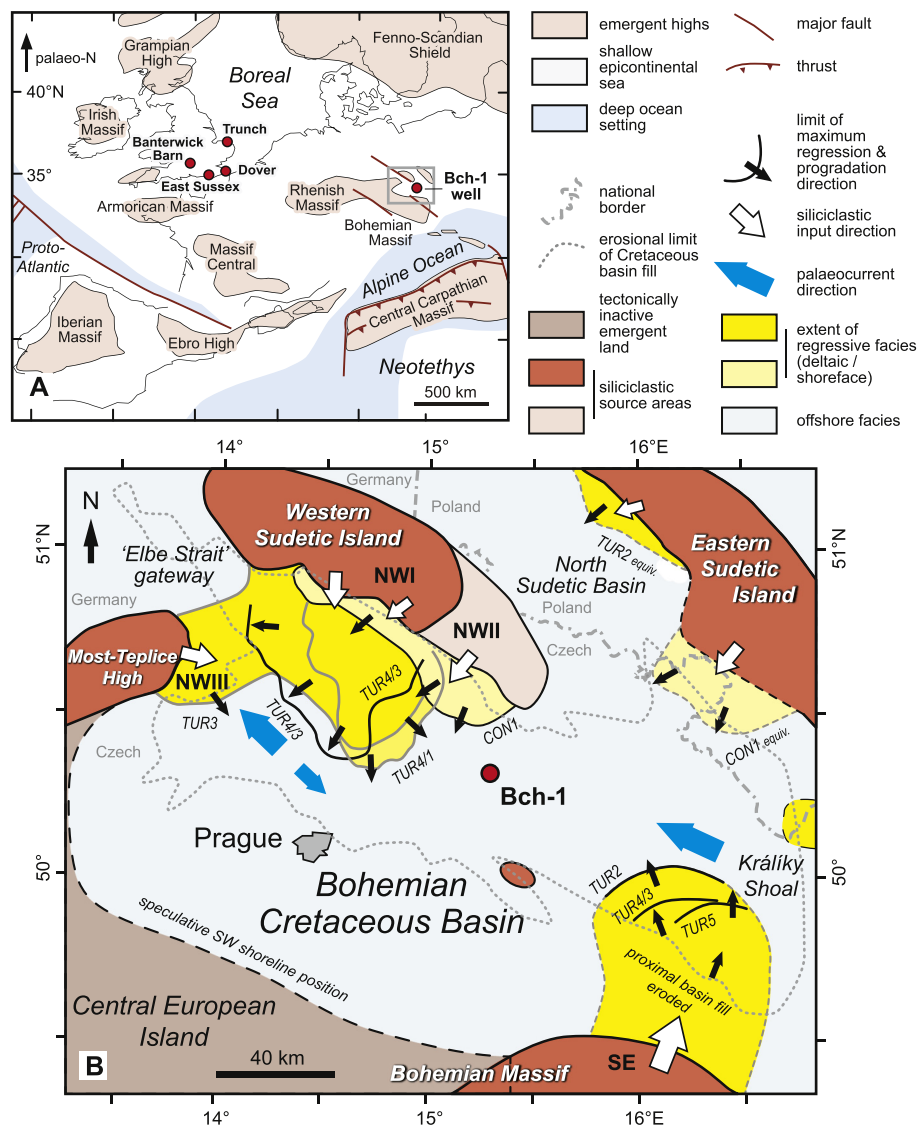 palaeo-N
Grampian
High
Fenno-Scandian
Shield
Boreal
Sea
40°N
Irish
Massif
Trunch
Banterwick
Barn
Dover
East Sussex
35°
Bch-1
well
Rhenish
Massif
Armorican Massif
Bohemian
Massif
Proto-
Atlantic
Massif
Central
Alpine Ocean
Central Carpathian
Massif
Iberian
Massif
Ebro High
Neotethys
500 km
A
emergent highs
shallow
epicontinental
sea
deep ocean
setting
national
border
erosional limit
of Cretaceous
basin fill
tectonically
inactive
emergent
land
siliciclastic
source areas
major fault
thrust
limit of
maximum
regression &
progradation
direction
siliciclastic
input direction
palaeocurrent
direction
extent of
regressive facies
(deltaic /
shoreface)
offshore facies
14°
15°
16°E
N
51°N
51°N
Germany
Poland
Western
Sudetic Island
NWI
'Elbe Strait'
gateway
TUR2 equiv.
Eastern
Sudetic
Island
North
Sudetic Basin
Germany
Poland
Czech
NWII
Most-Teplice
High
NWIII
TUR3
TUR4/3
TUR4/3
TUR4/1
CON1
CON1 equiv.
Czech
Bch-1
Prague
50°
50°
Králíky
Shoal
TUR2
TUR4/3
TUR5
Bohemian
Cretaceous Basin
speculative SW shoreline position
proximal basin fill
eroded
Central European
Island
40 km
B
Bohemian Massif
SE
14°
15°
16°E